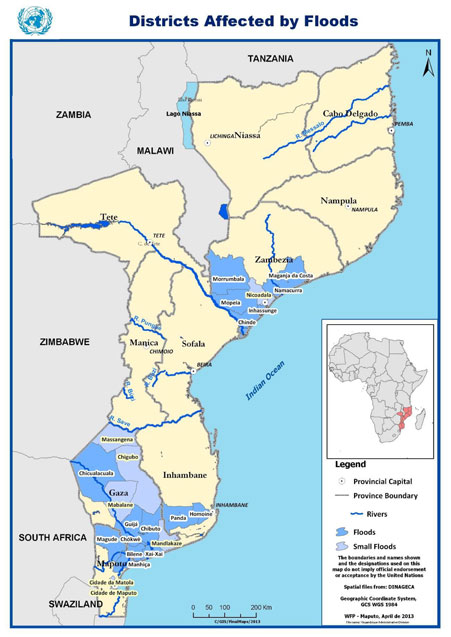 Districts Affected by Floods
TANZANIA
N
ZAMBIA
Lago Niassa
Cabo Delgado
R. Messalo
PEMBA
LICHINGA
Niassa
MALAWI
Nampula
NAMPULA
Tete
TETE
Zambezia
Morrumbala
Maganja da Costa
Namacurra
Nicoadala
Mopeia
Inhassunge
Chinde
ZIMBABWE
R. Pungue
Manica
CHIMOIO
Sofala
BEIRA
R. Buzi
Indian Ocean
R. Save
Massangena
Chigubo
Chicualacuala
Inhambane
Gaza
Mabalane
INHAMBANE
Homoine
Panda
Guijá
Chibuto
SOUTH AFRICA
Magude
Chókwè
Mandlakaze
Bilene
Xai-Xai
Maputo
Manhiça
Cidade da Matola
Cidade de Maputo
SWAZILAND
0 50 100 200 Km
Legend
Provincial Capital
Province Boundary
Rivers
Floods
Small Floods
The boundaries and names shown
and the designations used on this
map do not imply official endorsement
or acceptance by the United Nations
Spatial files from: DINAGECA
Geographic Coordinate System,
GCS WGS 1984
WFP - Maputo, April de 2013